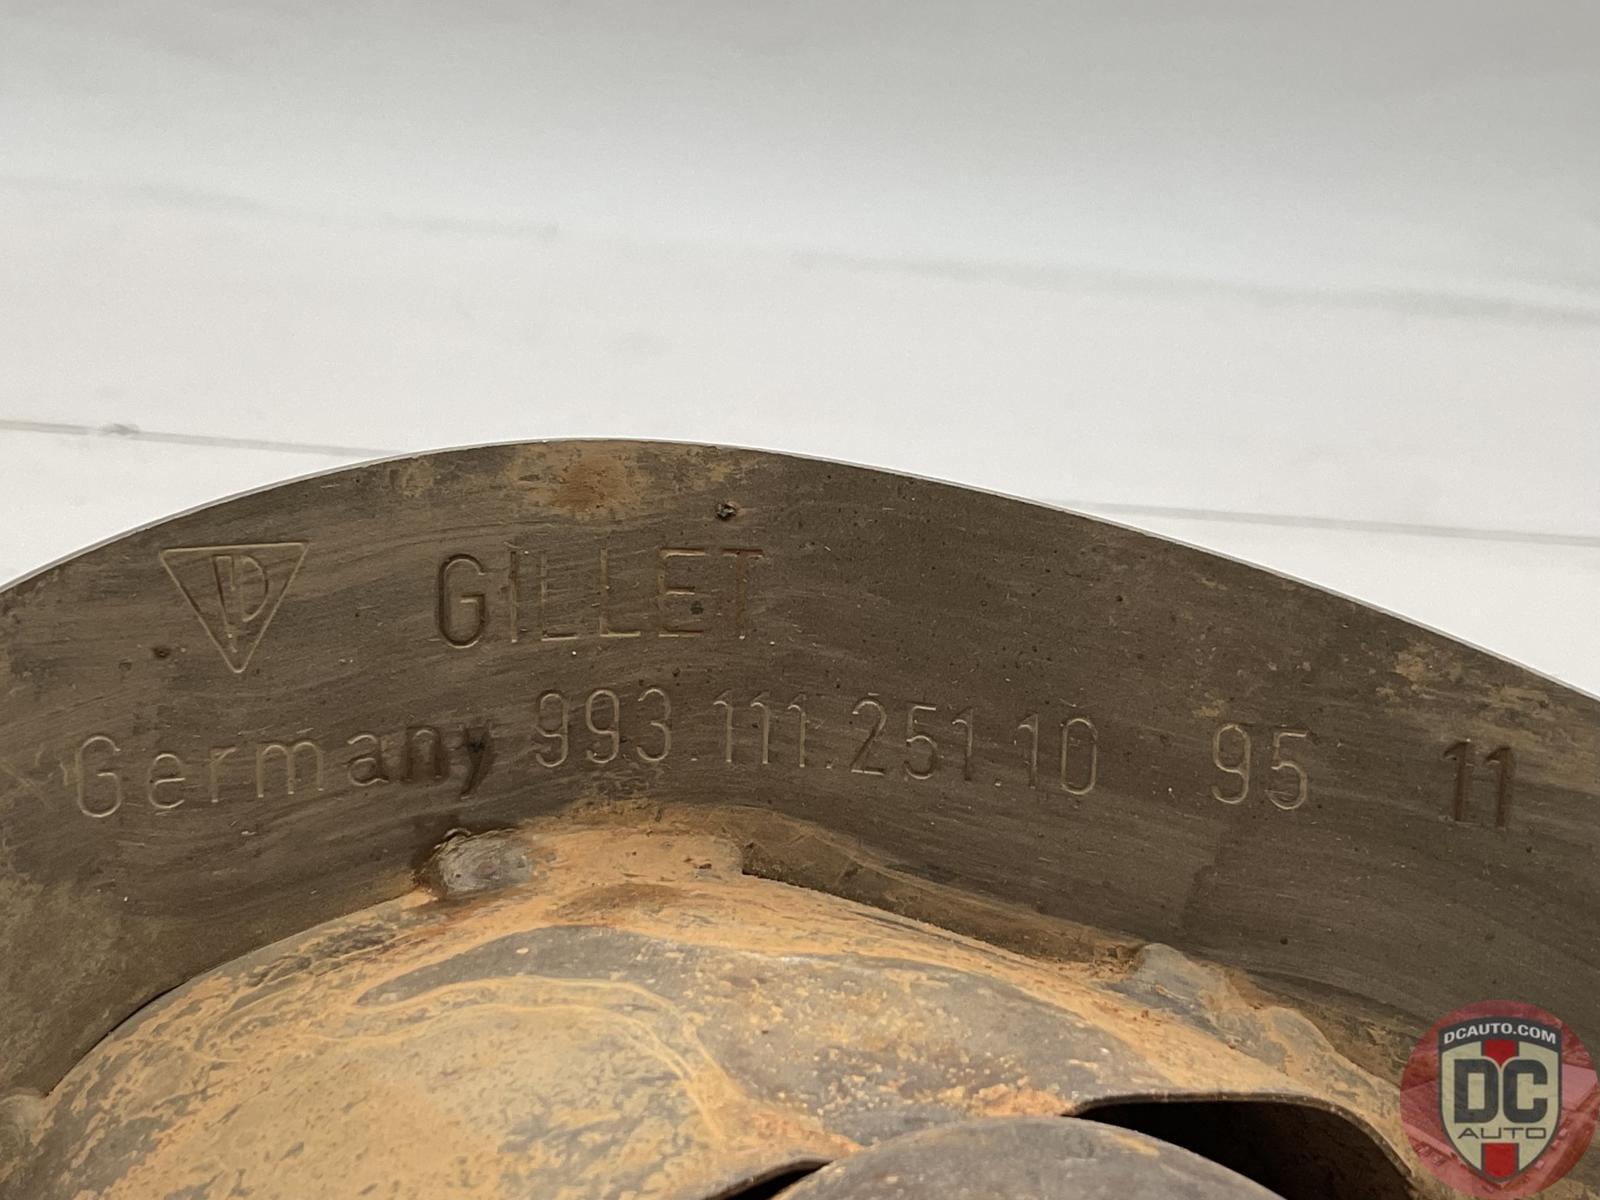 GILLET
Germany 993.111.251.10 95 11
DCAUTO.COM
DC
AUTO